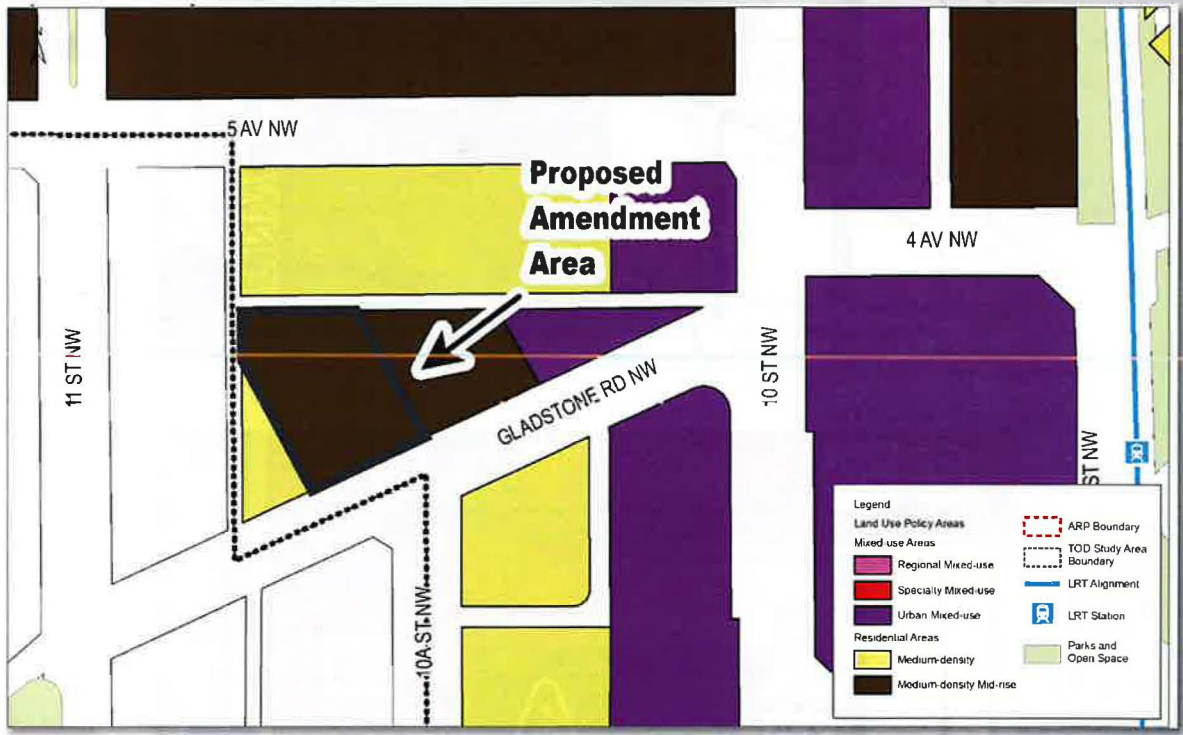 5 AV NW
Proposed
Amendment
Area
4 AV NW
11 ST NW
10 ST NW
GLADSTONE RD NW
ST NW
10A ST NW
Legend
Land Use Policy Areas
Mixed-use Areas
Regional Mixed-use
Specialty Mixed-use
Urban Mixed-use
Residential Areas
Medium-density
Medium-density Mid-rise
ARP Boundary
TOD Study Area
Boundary
LRT Alignment
LRT Station
Parks and
Open Space